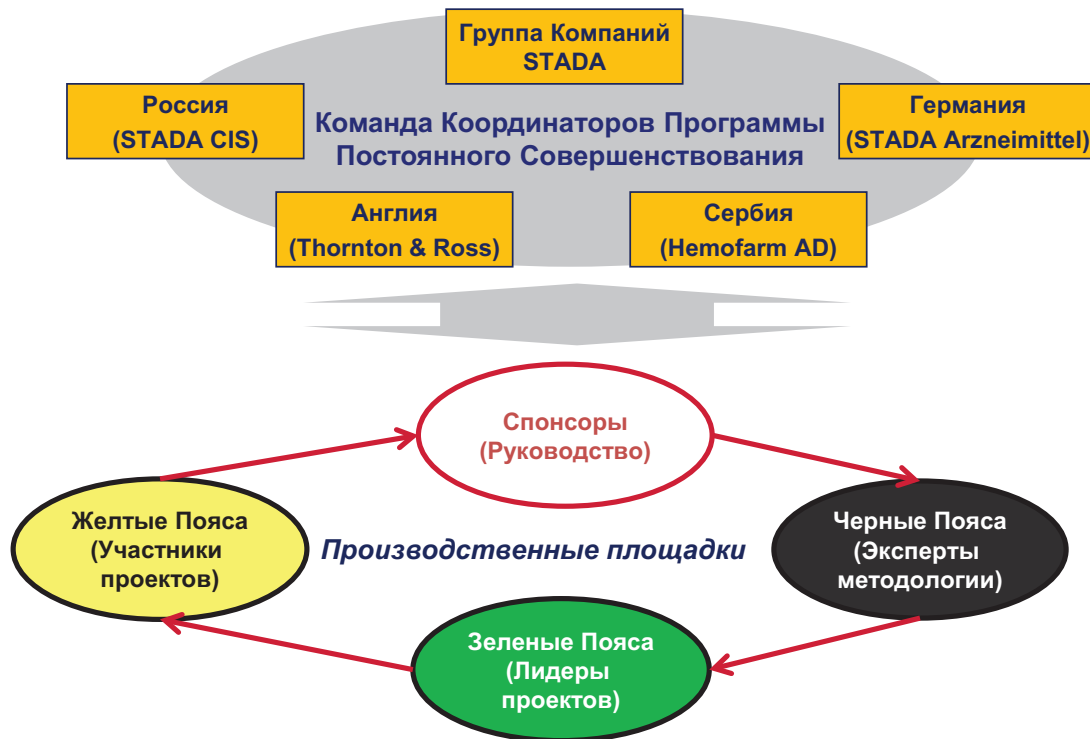 Группа Компаний
STADA
Россия
(STADA CIS)
Германия
(STADA Arzneimittel)
Команда Координаторов Программы
Постоянного Совершенствования
Англия
(Thornton & Ross)
Сербия
(Hemofarm AD)
Спонсоры
(Руководство)
Желтые Пояса
(Участники
проектов)
Производственные площадки
Черные Пояса
(Эксперты
методологии)
Зеленые Пояса
(Лидеры
проектов)